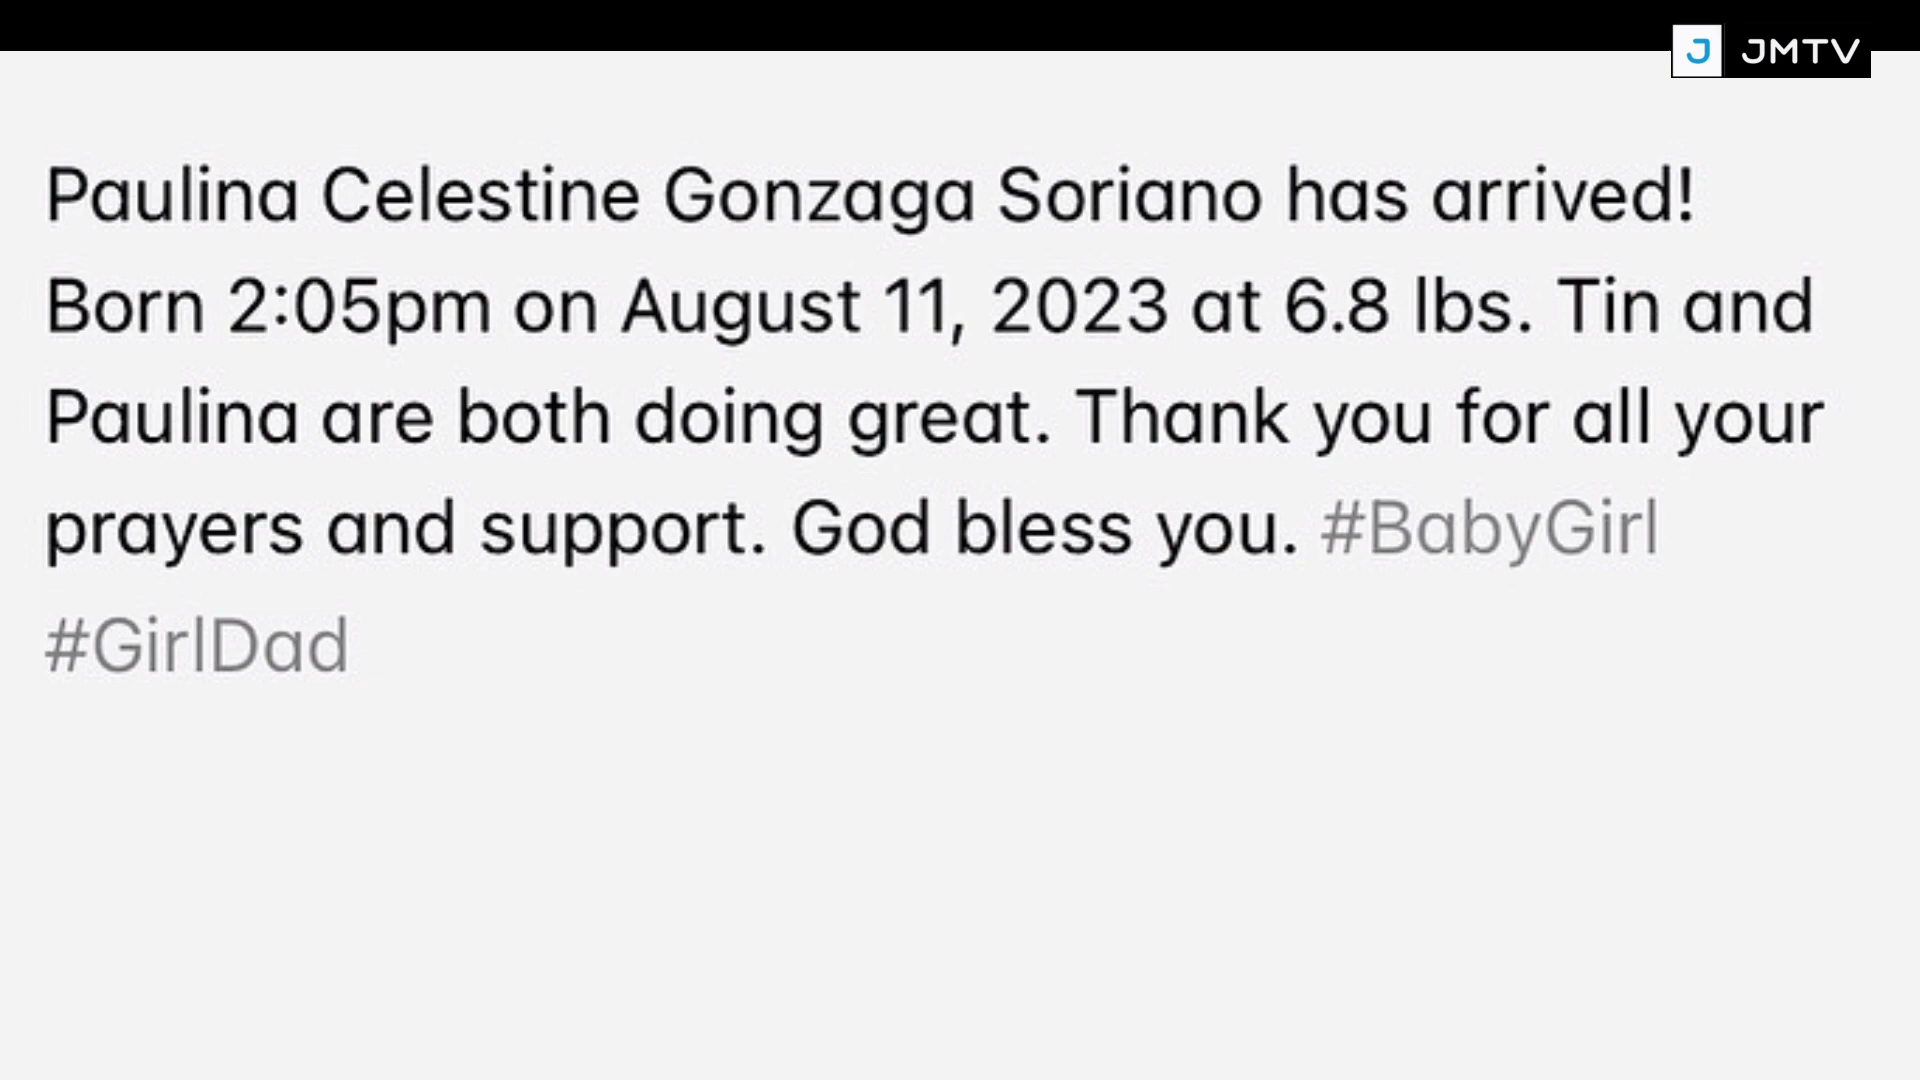 J JMTV
Paulina Celestine Gonzaga Soriano has arrived!
Born 2:05pm on August 11, 2023 at 6.8 lbs. Tin and
Paulina are both doing great. Thank you for all your
prayers and support. God bless you. #BabyGirl
#GirlDad